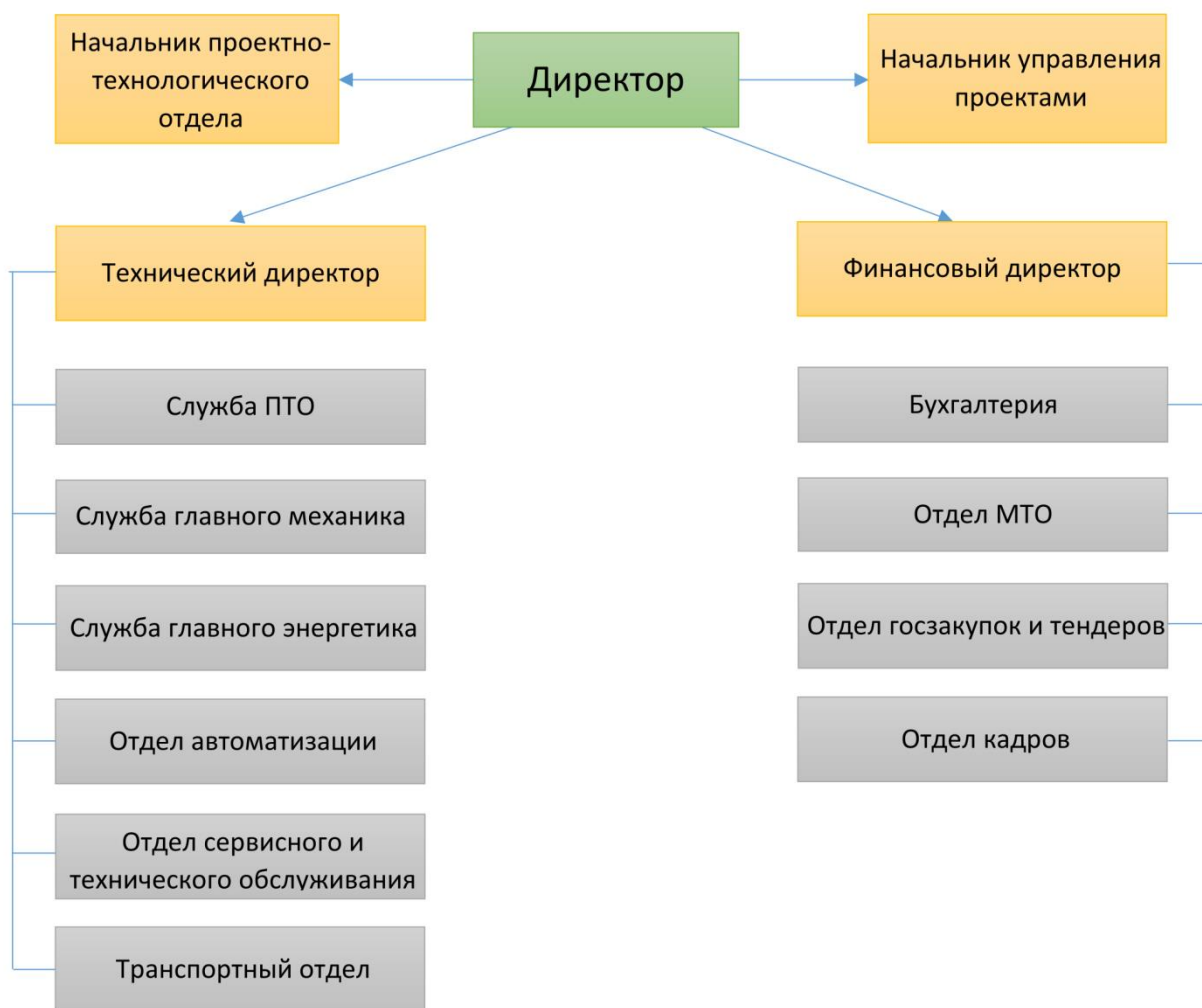 Начальник проектно-
технологического
отдела
Директор
Начальник управления
проектами
Технический директор
Финансовый директор
Служба ПТО
Служба главного механика
Служба главного энергетика
Отдел автоматизации
Отдел сервисного и
технического обслуживания
Транспортный отдел
Бухгалтерия
Отдел МТО
Отдел госзакупок и тендеров
Отдел кадров